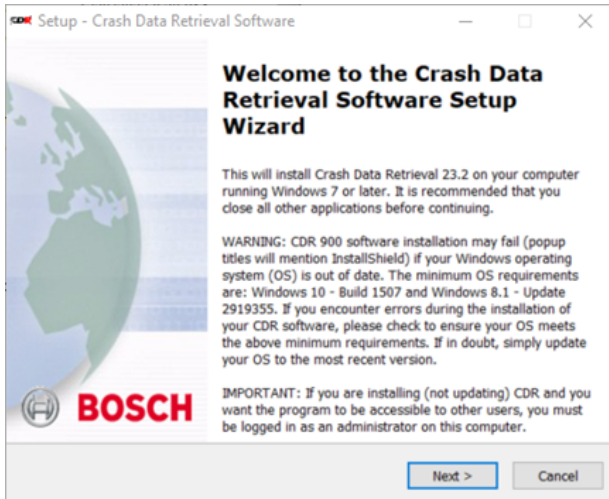 CDR Setup - Crash Data Retrieval Software
Welcome to the Crash Data
Retrieval Software Setup
Wizard
This will install Crash Data Retrieval 23.2 on your computer
running Windows 7 or later. It is recommended that you
close all other applications before continuing.
WARNING: CDR 900 software installation may fail (popup
titles will mention InstallShield) if your Windows operating
system (OS) is out of date. The minimum OS requirements
are: Windows 10 - Build 1507 and Windows 8.1 - Update
2919355. If you encounter errors during the installation of
your CDR software, please check to ensure your OS meets
the above minimum requirements. If in doubt, simply update
your OS to the most recent version.
IMPORTANT: If you are installing (not updating) CDR and you
want the program to be accessible to other users, you must
be logged in as an administrator on this computer.
BOSCH
Next >
Cancel